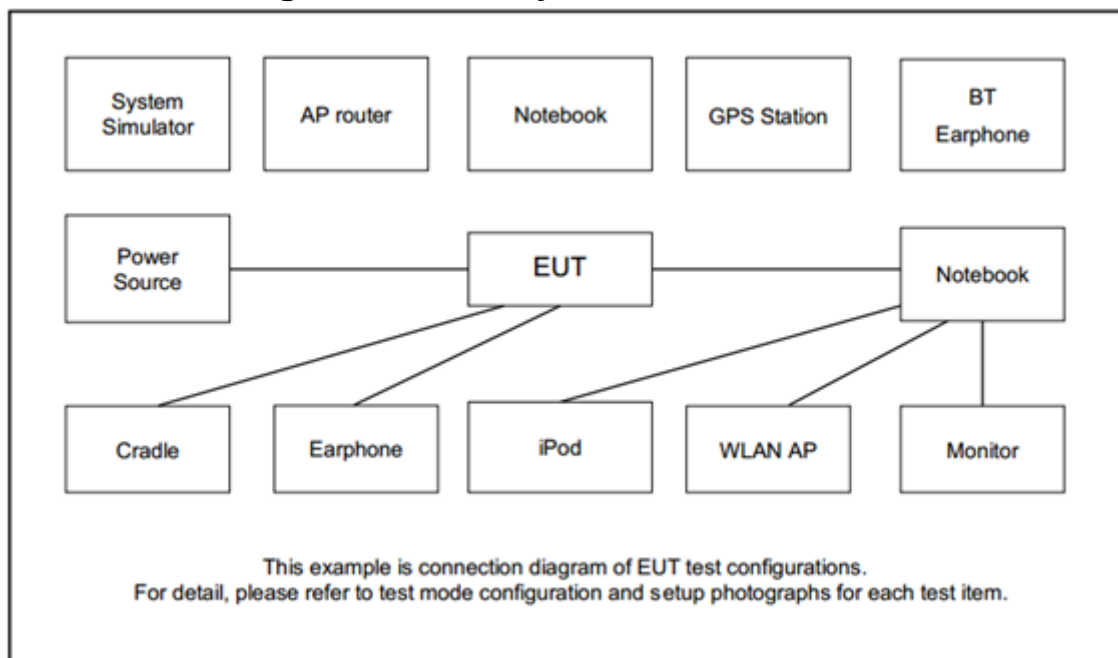 System
Simulator
AP router
Notebook
GPS Station
BT
Earphone
Power
Source
EUT
Notebook
Cradle
Earphone
iPod
WLAN AP
Monitor
This example is connection diagram of EUT test configurations.
For detail, please refer to test mode configuration and setup photographs for each test item.